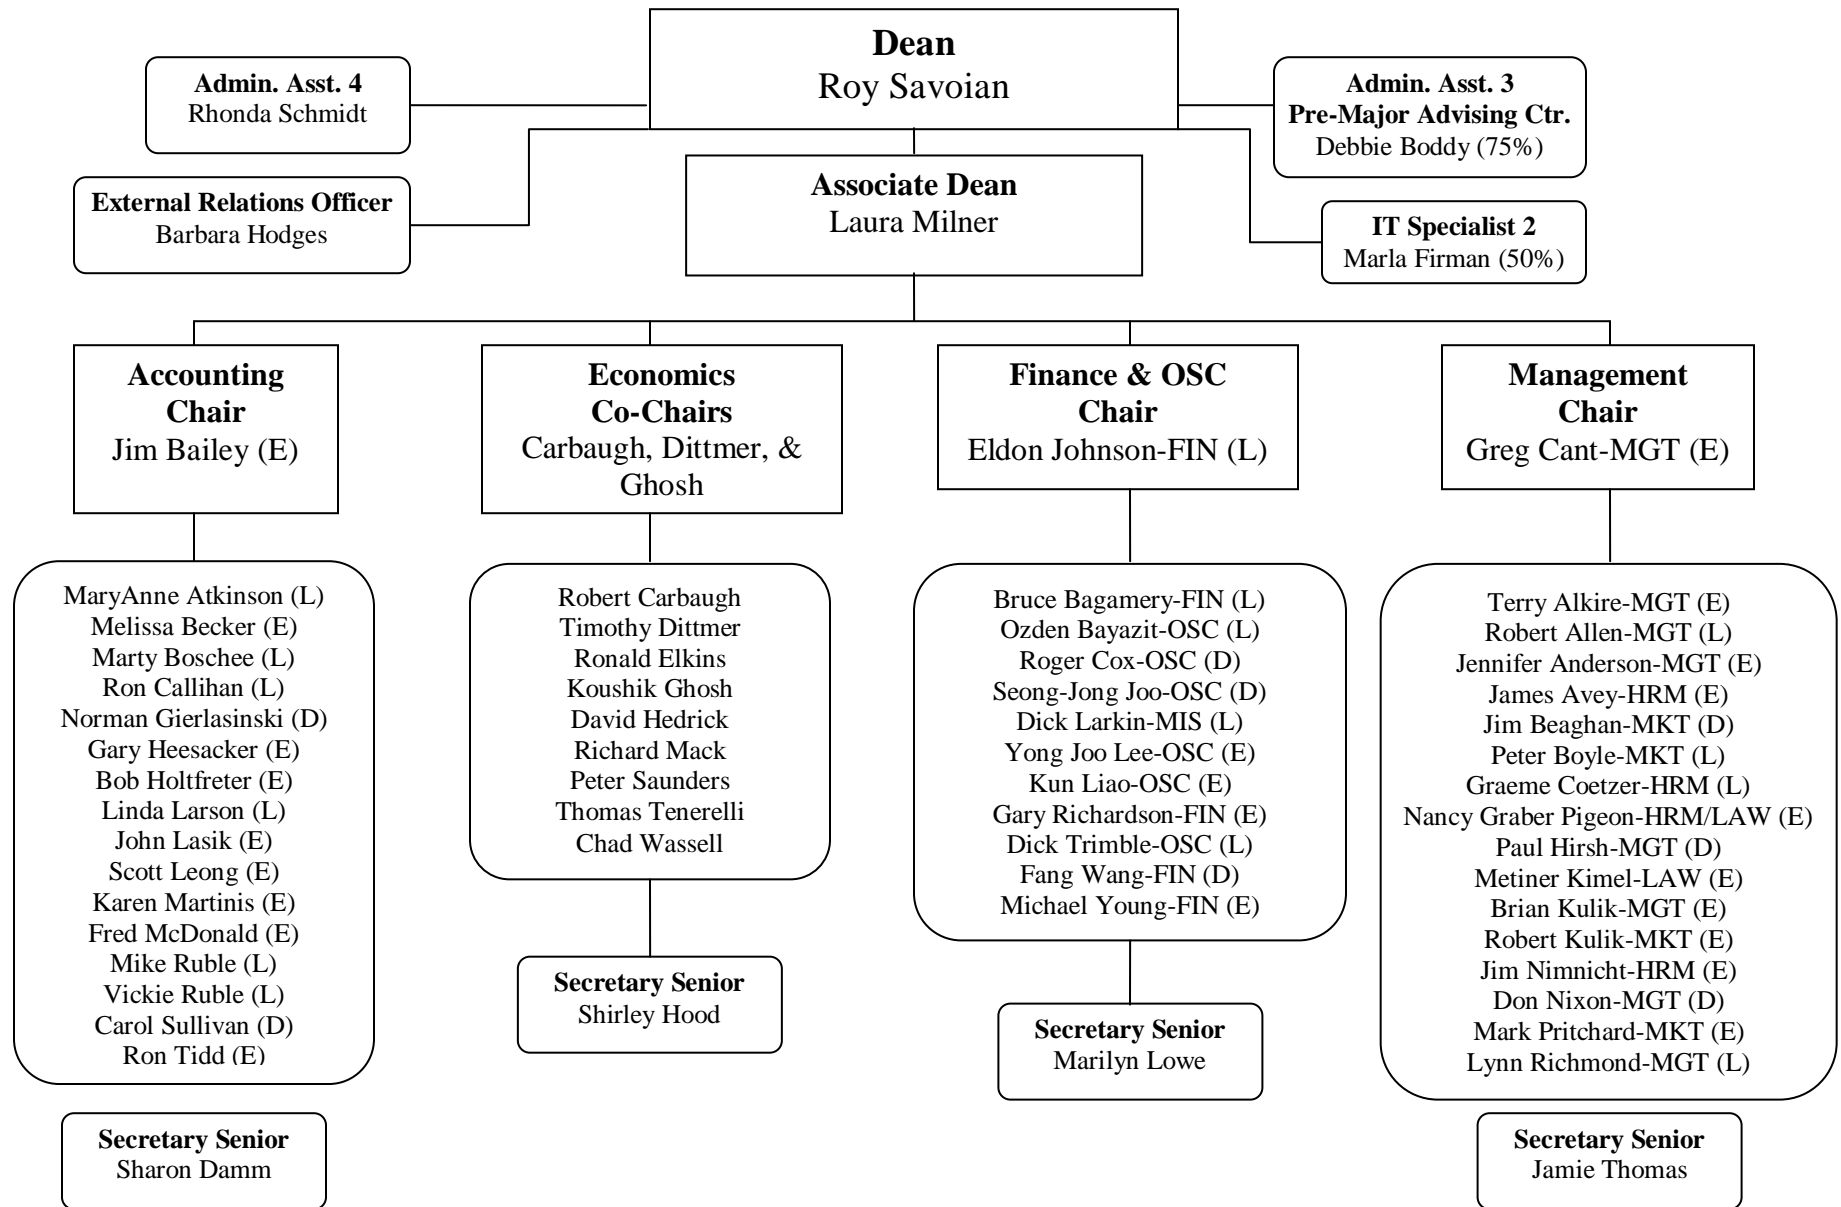 Dean
Roy Savoian
Admin. Asst. 4
Rhonda Schmidt
Admin. Asst. 3
Pre-Major Advising Ctr.
Debbie Boddy (75%)
External Relations Officer
Barbara Hodges
Associate Dean
Laura Milner
IT Specialist 2
Marla Firman (50%)
Accounting
Chair
Jim Bailey (E)
Economics
Co-Chairs
Carbaugh, Dittmer, &
Ghosh
Finance & OSC
Chair
Eldon Johnson-FIN (L)
Management
Chair
Greg Cant-MGT (E)
MaryAnne Atkinson (L)
Melissa Becker (E)
Marty Boschee (L)
Ron Callihan (L)
Norman Gierlasinski (D)
Gary Heesacker (E)
Bob Holtfreter (E)
Linda Larson (L)
John Lasik (E)
Scott Leong (E)
Karen Martinis (E)
Fred McDonald (E)
Mike Ruble (L)
Vickie Ruble (L)
Carol Sullivan (D)
Ron Tidd (E)
Robert Carbaugh
Timothy Dittmer
Ronald Elkins
Koushik Ghosh
David Hedrick
Richard Mack
Peter Saunders
Thomas Tenerelli
Chad Wassell
Bruce Bagamery-FIN (L)
Ozden Bayazit-OSC (L)
Roger Cox-OSC (D)
Seong-Jong Joo-OSC (D)
Dick Larkin-MIS (L)
Yong Joo Lee-OSC (E)
Kun Liao-OSC (E)
Gary Richardson-FIN (E)
Dick Trimble-OSC (L)
Fang Wang-FIN (D)
Michael Young-FIN (E)
Terry Alkire-MGT (E)
Robert Allen-MGT (L)
Jennifer Anderson-MGT (E)
James Avey-HRM (E)
Jim Beaghan-MKT (D)
Peter Boyle-MKT (L)
Graeme Coetzer-HRM (L)
Nancy Graber Pigeon-HRM/LAW (E)
Paul Hirsh-MGT (D)
Metiner Kimel-LAW (E)
Brian Kulik-MGT (E)
Robert Kulik-MKT (E)
Jim Nimnicht-HRM (E)
Don Nixon-MGT (D)
Mark Pritchard-MKT (E)
Lynn Richmond-MGT (L)
Secretary Senior
Sharon Damm
Secretary Senior
Shirley Hood
Secretary Senior
Marilyn Lowe
Secretary Senior
Jamie Thomas